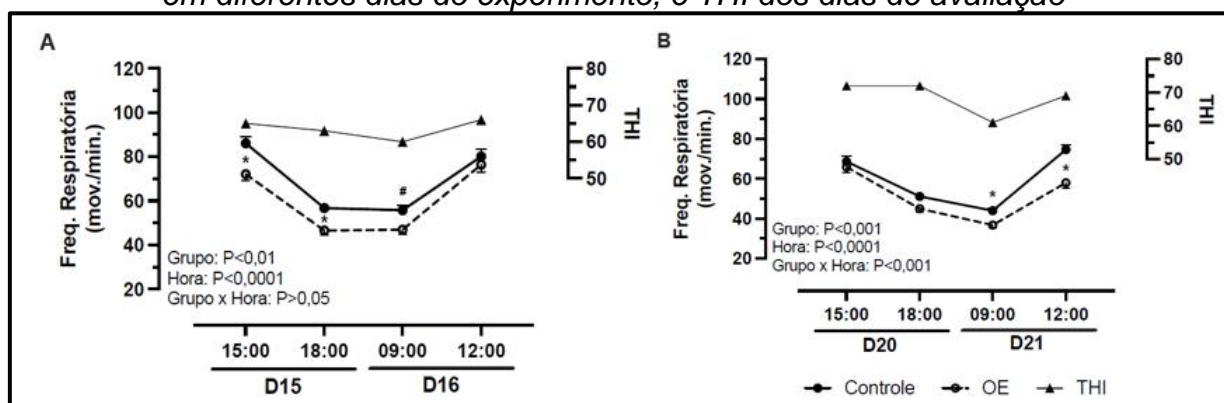 em diferentes dias do experimento, e THI dos dias de avaliação
A
120
100
80
60
40
20
Freq. Respiratória
(mov./min.)
80
70
60
50
THI
*
*
#
Grupo: P<0,01
Hora: P<0,0001
Grupo x Hora: P>0,05
15:00 18:00 09:00 12:00
D15 D16
B
120
100
80
60
40
20
Freq. Respiratória
(mov./min.)
80
70
60
50
THI
*
*
Grupo: P<0,001
Hora: P<0,0001
Grupo x Hora: P<0,001
15:00 18:00 09:00 12:00
D20 D21
Controle OE THI